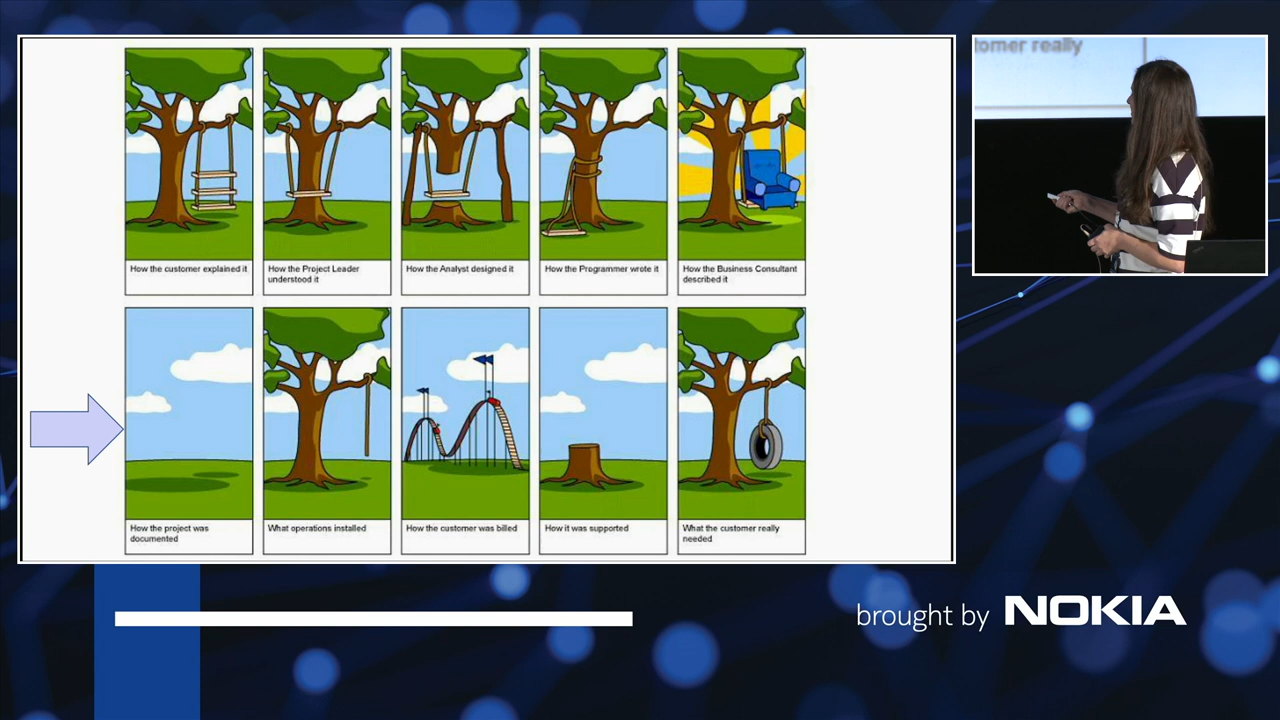 How the customer explained it
How the Project Leader
understood it
How the Analyst designed it
How the Programmer wrote it
How the Business Consultant
described it
How the project was
documented
What operations installed
How the customer was billed
How it was supported
What the customer really
needed
tomer really
brought by NOKIA